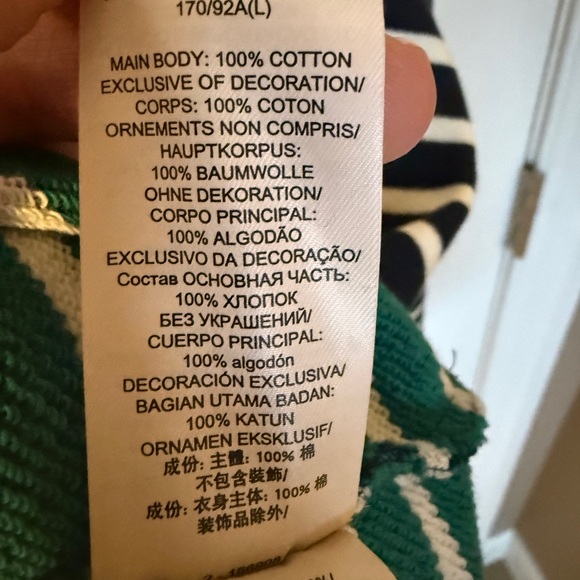 170/92A(L)
MAIN BODY: 100% COTTON
EXCLUSIVE OF DECORATION/
CORPS: 100% COTON
ORNEMENTS NON COMPRIS/
HAUPTKORPUS:
100% BAUMWOLLE
OHNE DEKORATION/
CORPO PRINCIPAL:
100% ALGODÃO
EXCLUSIVO DA DECORAÇÃO/
Состав ОСНОВНАЯ ЧАСТЬ:
100% ХЛОПОК
БЕЗ УКРАШЕНИЙ/
CUERPO PRINCIPAL:
100% algodón
DECORACIÓN EXCLUSIVA/
BAGIAN UTAMA BADAN:
100% KATUN
ORNAMEN EKSKLUSIF/
成份: 主體: 100% 棉
不包含裝飾/
成份: 衣身主体: 100% 棉
装饰品除外/